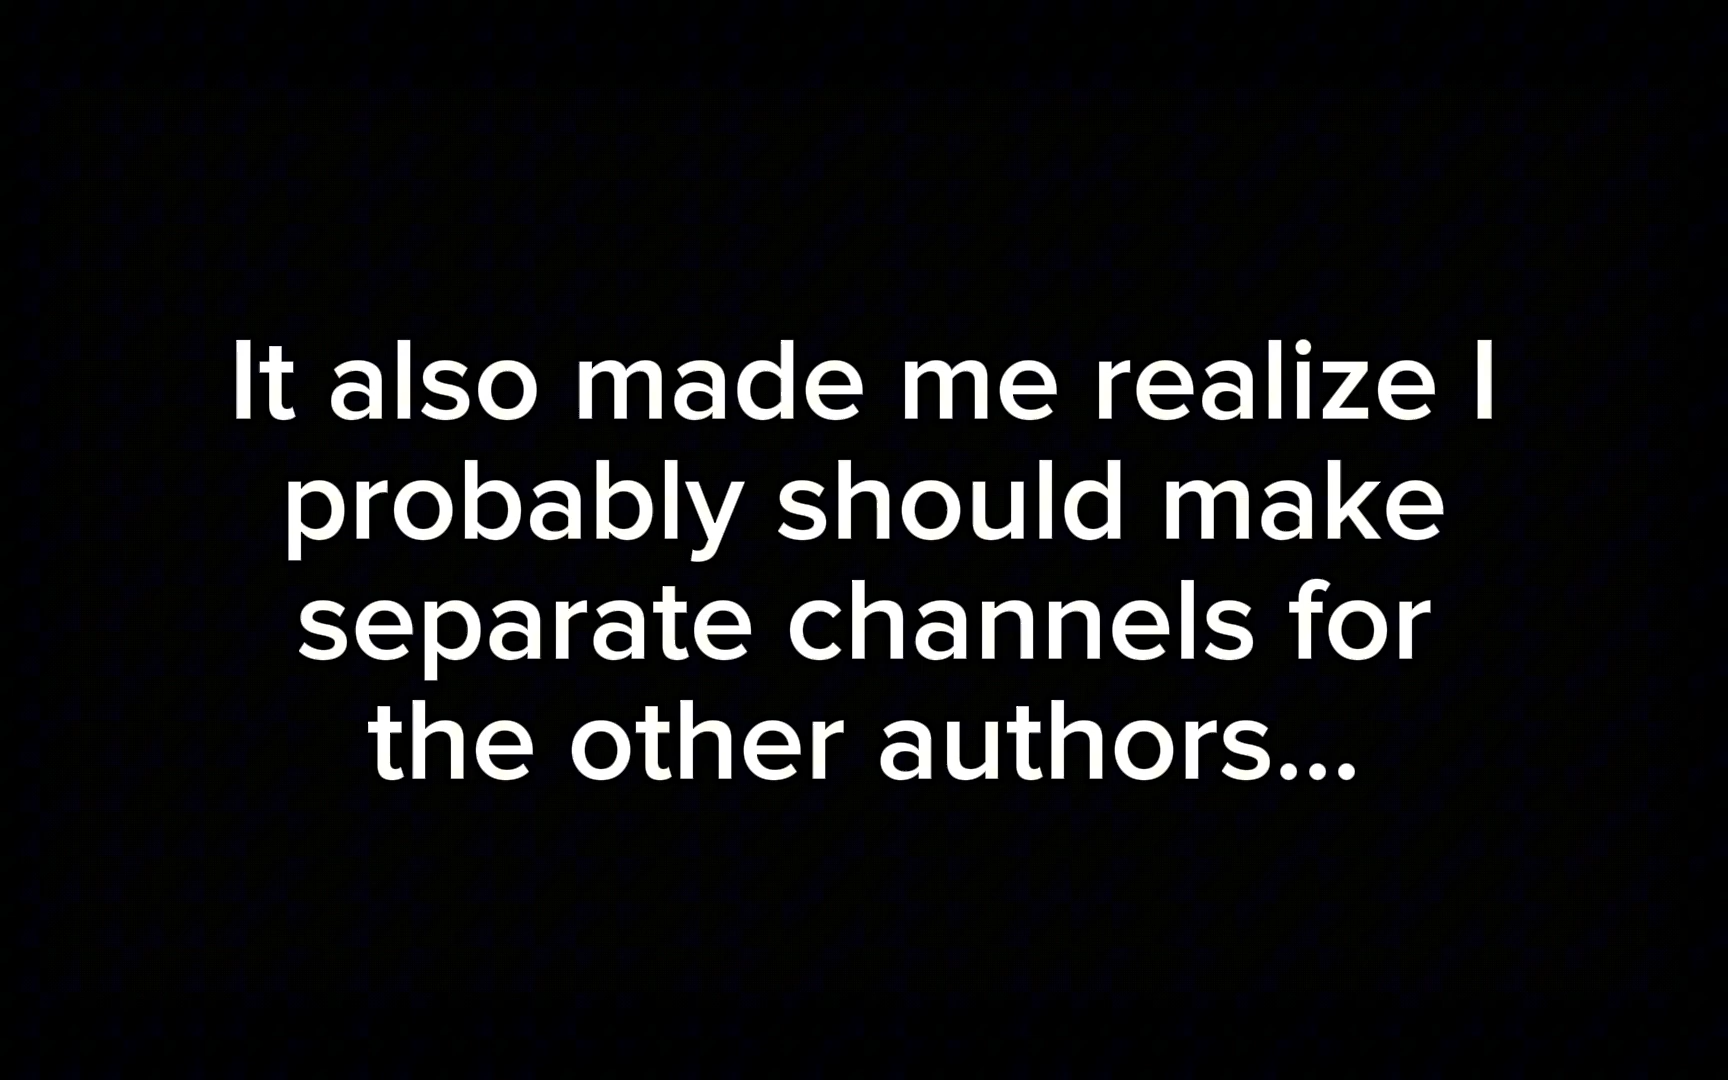 It also made me realize I
probably should make
separate channels for
the other authors...